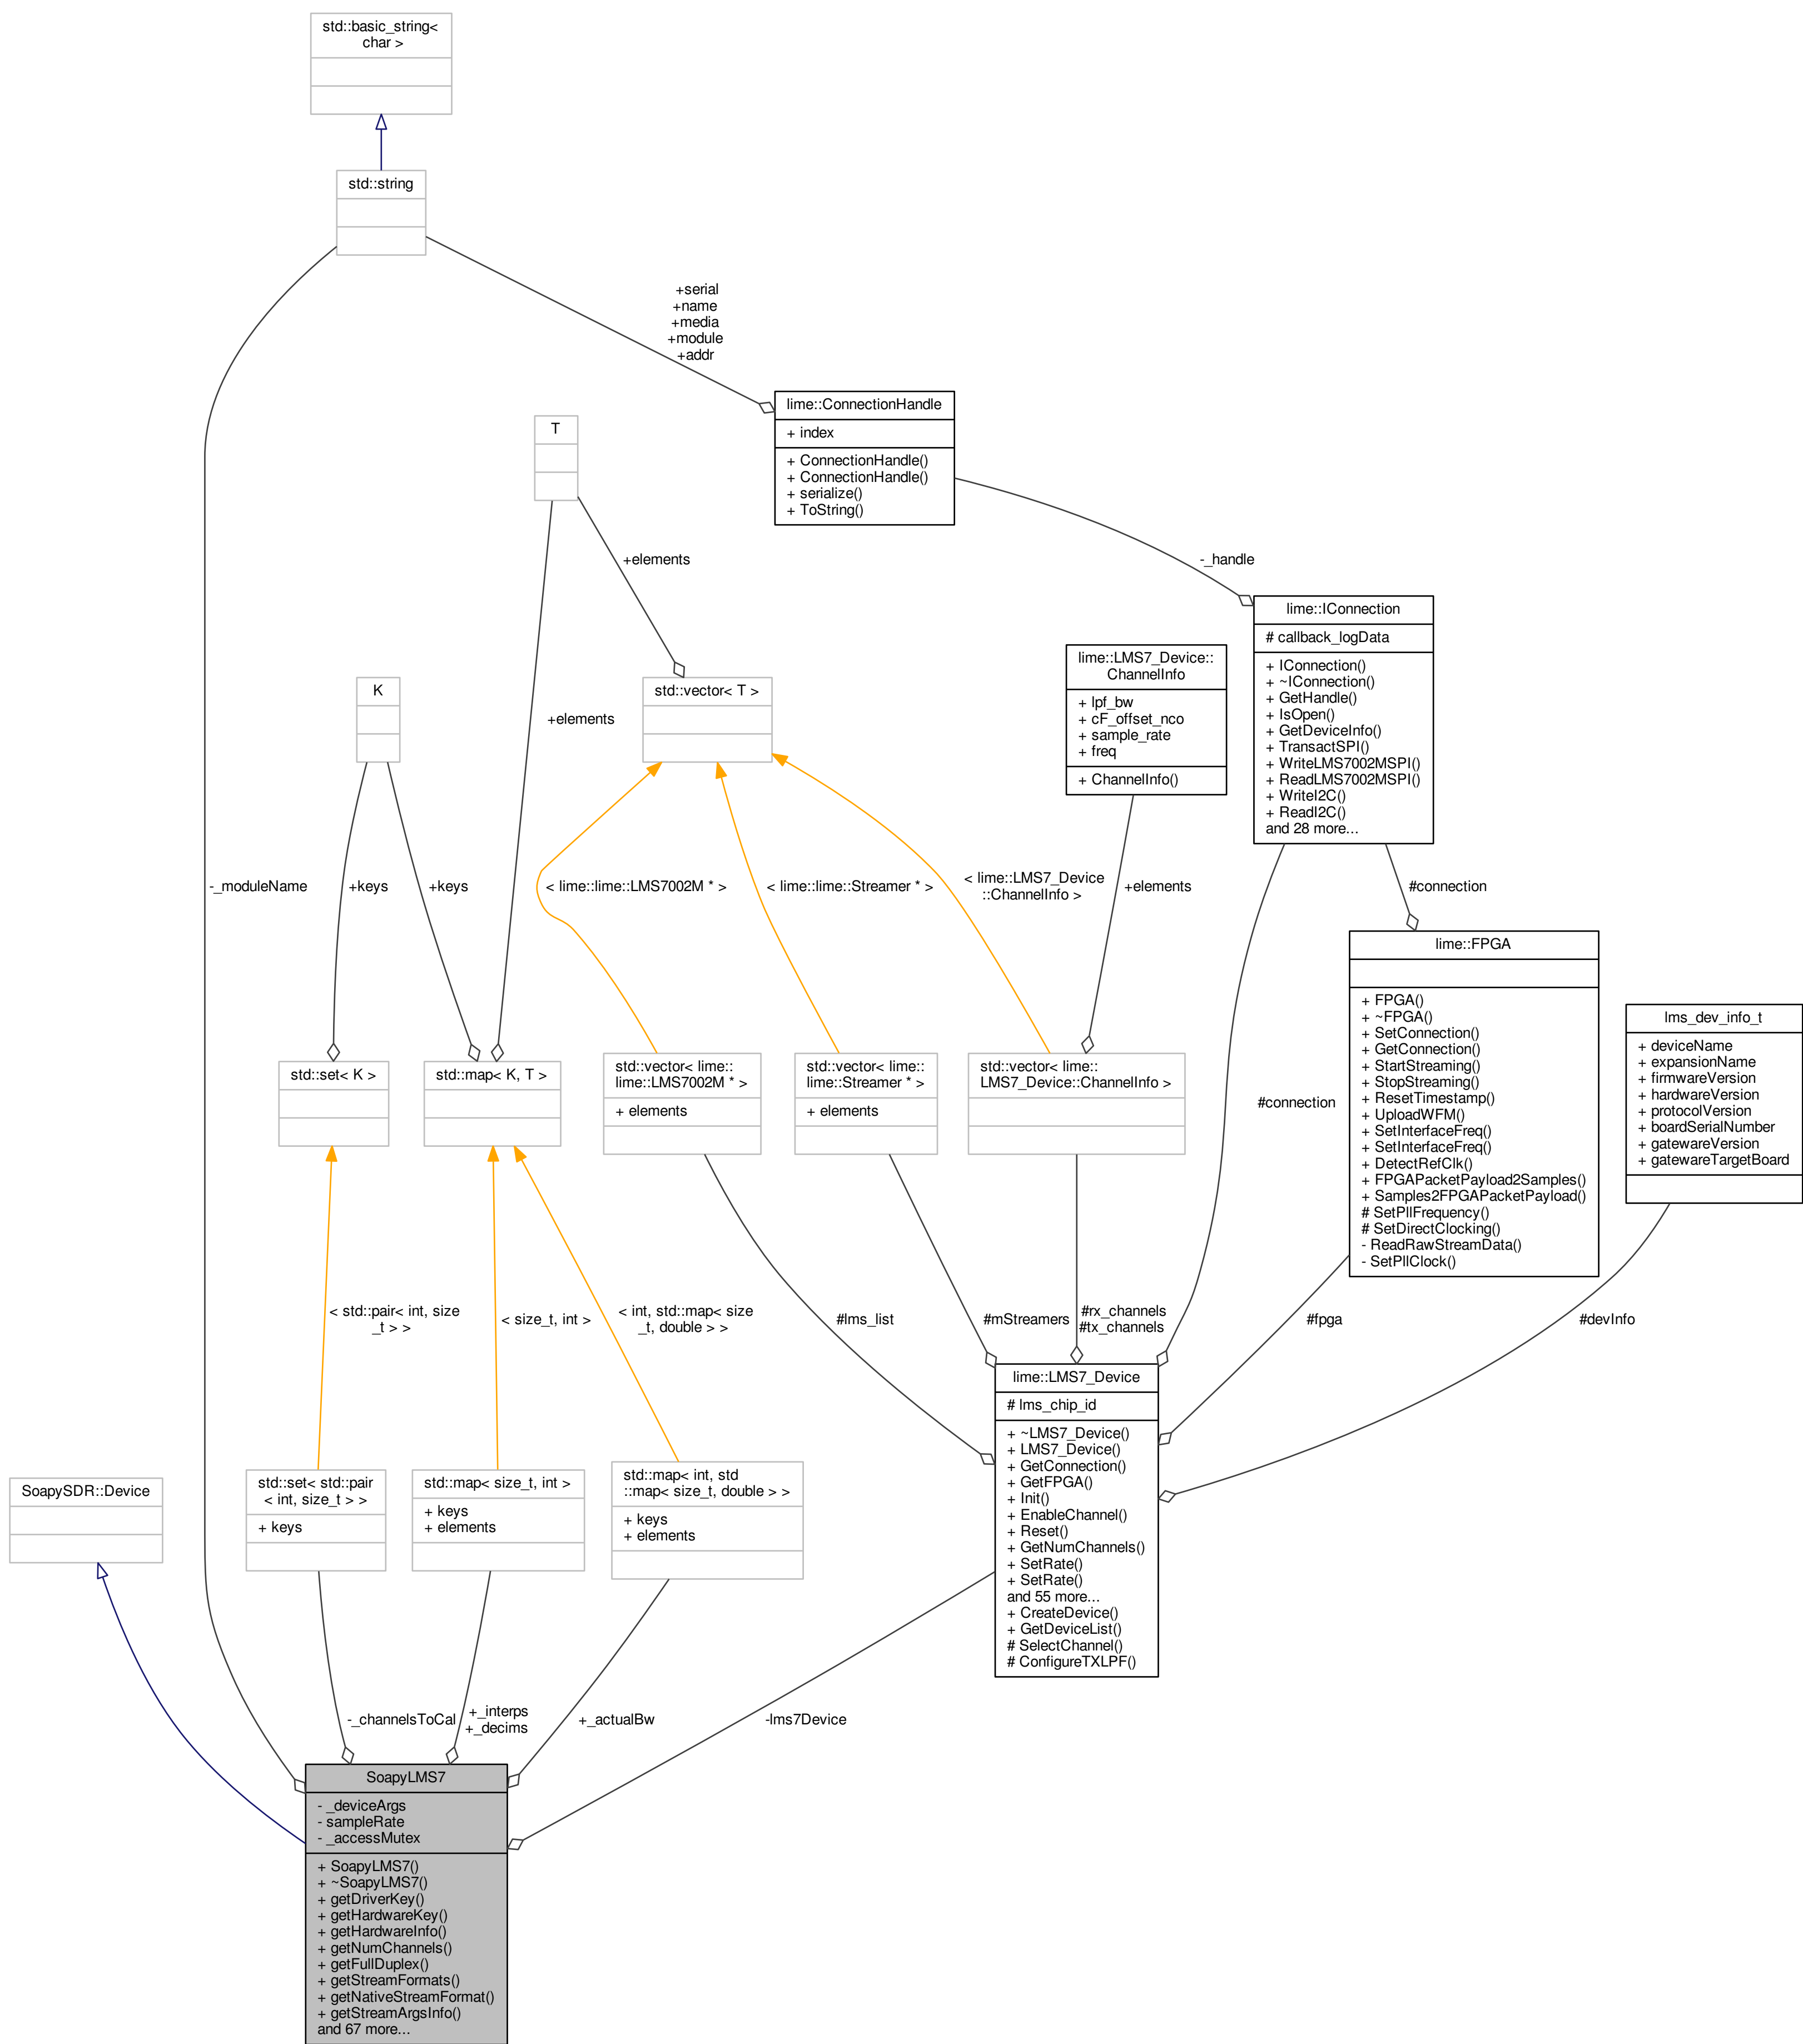 std::basic_string<
char >
std::string
+serial
+name
+media
+module
+addr
lime::ConnectionHandle
+ index
+ ConnectionHandle()
+ ConnectionHandle()
+ serialize()
+ ToString()
T
+elements
-_handle
lime::IConnection
# callback_logData
+ IConnection()
+ ~IConnection()
+ GetHandle()
+ IsOpen()
+ GetDeviceInfo()
+ TransactSPI()
+ WriteLMS7002MSPI()
+ ReadLMS7002MSPI()
+ WriteI2C()
+ ReadI2C()
and 28 more...
lime::LMS7_Device::
ChannelInfo
+ lpf_bw
+ cF_offset_nco
+ sample_rate
+ freq
+ ChannelInfo()
K
std::vector< T >
+elements
-_moduleName
+keys
+keys
< lime::lime::LMS7002M * >
< lime::lime::Streamer * >
< lime::LMS7_Device
::ChannelInfo >
+elements
#connection
lime::FPGA
+ FPGA()
+ ~FPGA()
+ SetConnection()
+ GetConnection()
+ StartStreaming()
+ StopStreaming()
+ ResetTimestamp()
+ UploadWFM()
+ SetInterfaceFreq()
+ SetInterfaceFreq()
+ DetectRefClk()
+ FPGAPacketPayload2Samples()
+ Samples2FPGAPacketPayload()
# SetPllFrequency()
# SetDirectClocking()
- ReadRawStreamData()
- SetPllClock()
lms_dev_info_t
+ deviceName
+ expansionName
+ firmwareVersion
+ hardwareVersion
+ protocolVersion
+ boardSerialNumber
+ gatewareVersion
+ gatewareTargetBoard
std::set< K >
std::map< K, T >
std::vector< lime::
lime::LMS7002M * >
+ elements
std::vector< lime::
lime::Streamer * >
+ elements
std::vector< lime::
LMS7_Device::ChannelInfo >
#connection
< std::pair< int, size
_t > >
< size_t, int >
< int, std::map< size
_t, double > >
#lms_list
#mStreamers
#rx_channels
#tx_channels
#fpga
#devInfo
lime::LMS7_Device
# lms_chip_id
+ ~LMS7_Device()
+ LMS7_Device()
+ GetConnection()
+ GetFPGA()
+ Init()
+ EnableChannel()
+ Reset()
+ GetNumChannels()
+ SetRate()
+ SetRate()
and 55 more...
+ CreateDevice()
+ GetDeviceList()
# SelectChannel()
# ConfigureTXLPF()
SoapySDR::Device
std::set< std::pair
< int, size_t > >
+ keys
std::map< size_t, int >
+ keys
+ elements
std::map< int, std
::map< size_t, double > >
+ keys
+ elements
-_channelsToCal
+_interps
+_decims
+_actualBw
-lms7Device
SoapyLMS7
- _deviceArgs
- sampleRate
- _accessMutex
+ SoapyLMS7()
+ ~SoapyLMS7()
+ getDriverKey()
+ getHardwareKey()
+ getHardwareInfo()
+ getNumChannels()
+ getFullDuplex()
+ getStreamFormats()
+ getNativeStreamFormat()
+ getStreamArgsInfo()
and 67 more...